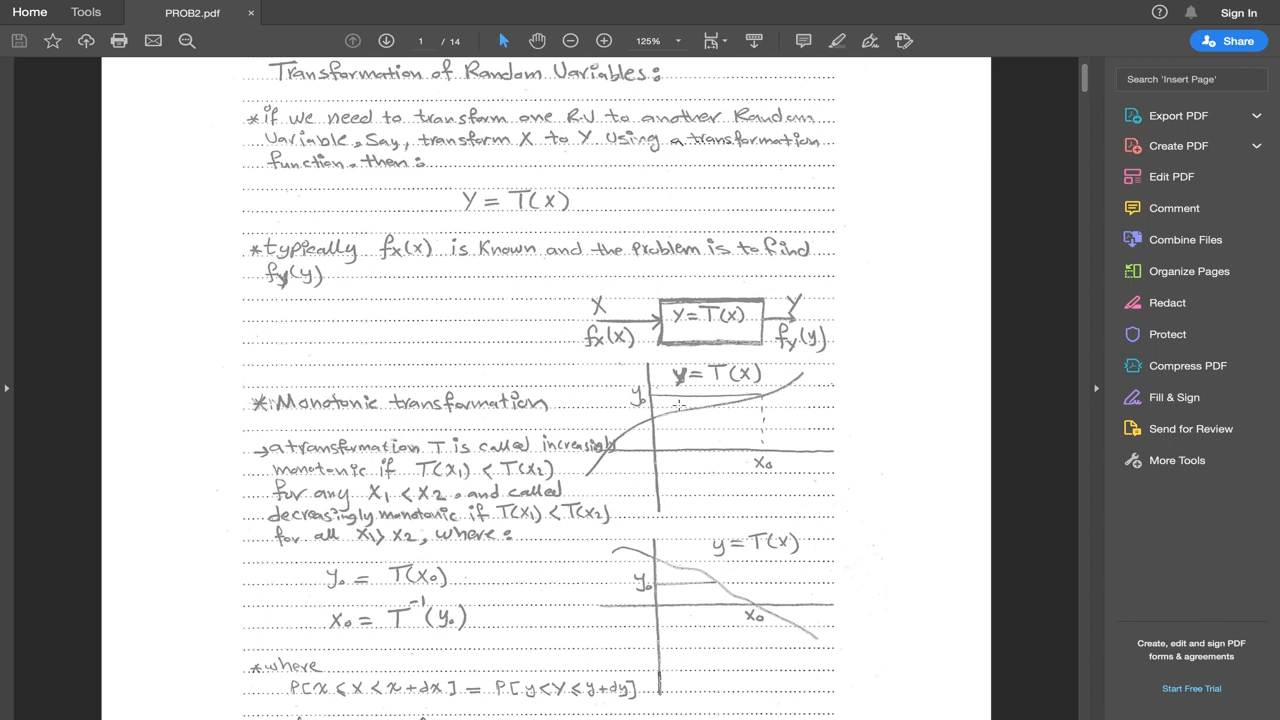 Home
Tools
PROB2.pdf
×
Sign In
1 / 14
125%
Share
Transformation of Random Variables:
* if we need to transform one R.V to another Random
Variable. Say, transform X to Y using a transformation
function. then:
Y = T(X)
* typically fx(x) is known and the problem is to find
fy(y)
X
Y
Y=T(X)
fx(x)
fy(y)
y = T(x)
y₀
x₀
* Monotonic transformation
→ a transformation T is called increasingly
monotonic if T(x₁) < T(x₂)
for any x₁ < x₂, and called
decreasingly monotonic if T(x₁) < T(x₂)
for all x₁ > x₂, where:
y₀ = T(x₀)
x₀ = T⁻¹(y₀)
y = T(x)
y₀
x₀
* where
P[x < X < x+dx] = P[y < Y < y+dy]
Search 'Insert Page'
Export PDF
Create PDF
Edit PDF
Comment
Combine Files
Organize Pages
Redact
Protect
Compress PDF
Fill & Sign
Send for Review
More Tools
Create, edit and sign PDF
forms & agreements
Start Free Trial